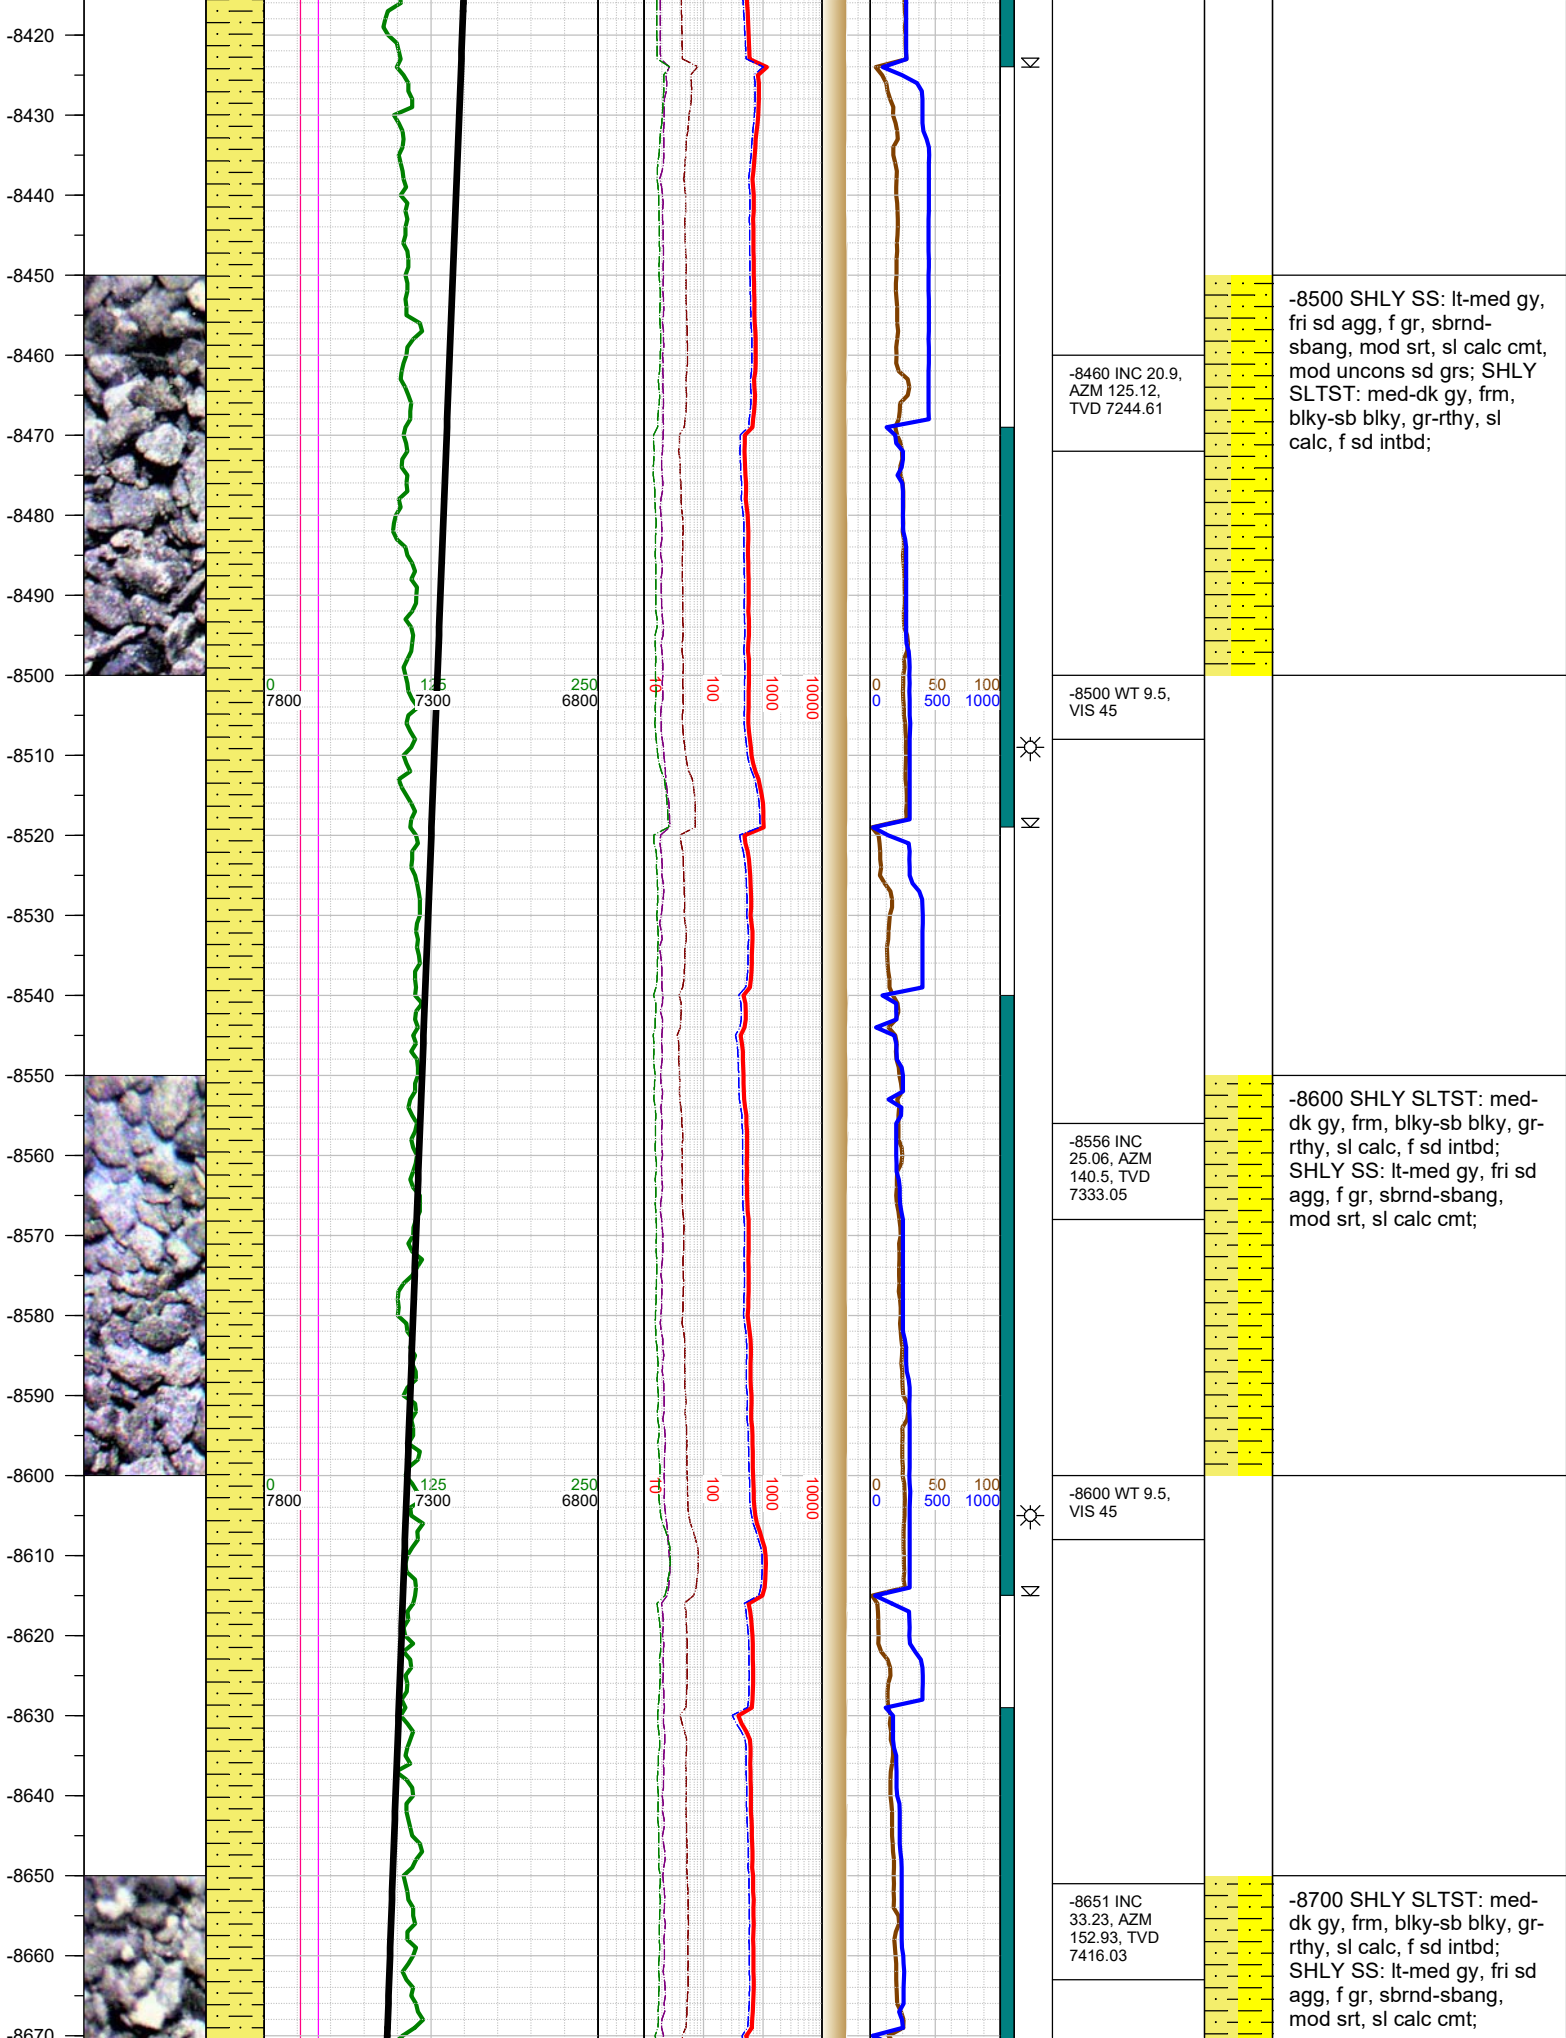 -8420
-8430
-8440
-8450
-8500 SHLY SS: lt-med gy,
fri sd agg, f gr, sbrnd-
sbang, mod srt, sl calc cmt,
mod uncons sd grs; SHLY
SLTST: med-dk gy, frm,
blky-sb blky, gr-rthy, sl
calc, f sd intbd;
-8460
-8460 INC 20.9,
AZM 125.12,
TVD 7244.61
-8470
-8480
-8490
-8500
0 125 250
7800 7300 6800
10 100 1000 10000
0 50 100
0 500 1000
-8500 WT 9.5,
VIS 45
-8510
-8520
-8530
-8540
-8550
-8600 SHLY SLTST: med-
dk gy, frm, blky-sb blky, gr-
rthy, sl calc, f sd intbd;
SHLY SS: lt-med gy, fri sd
agg, f gr, sbrnd-sbang,
mod srt, sl calc cmt;
-8560
-8556 INC
25.06, AZM
140.5, TVD
7333.05
-8570
-8580
-8590
-8600
0 125 250
7800 7300 6800
10 100 1000 10000
0 50 100
0 500 1000
-8600 WT 9.5,
VIS 45
-8610
-8620
-8630
-8640
-8650
-8651 INC
33.23, AZM
152.93, TVD
7416.03
-8700 SHLY SLTST: med-
dk gy, frm, blky-sb blky, gr-
rthy, sl calc, f sd intbd;
SHLY SS: lt-med gy, fri sd
agg, f gr, sbrnd-sbang,
mod srt, sl calc cmt;
-8660
-8670